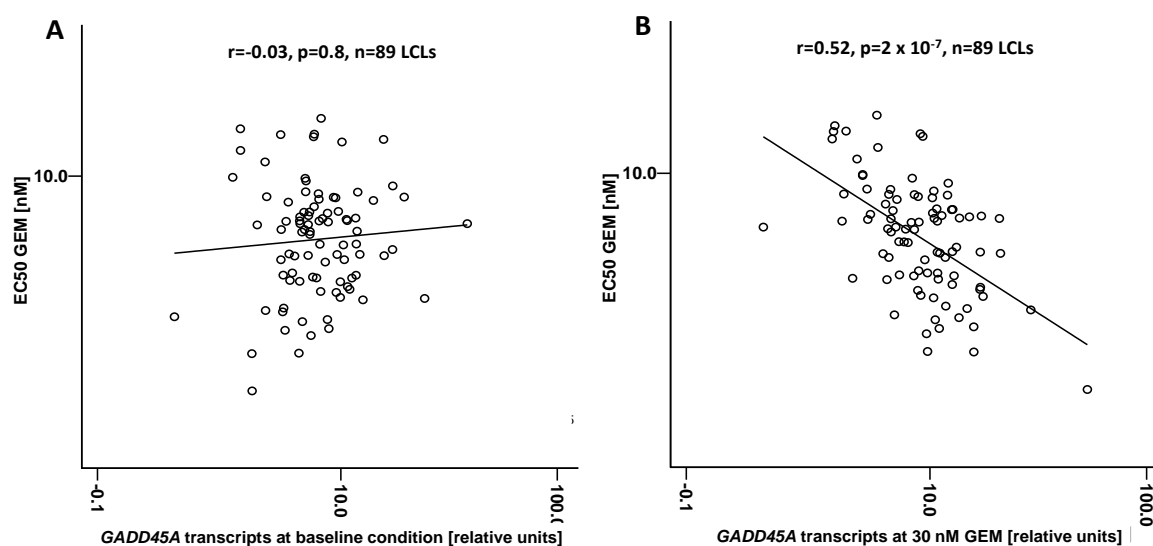 A
r=-0.03, p=0.8, n=89 LCLs
EC50 GEM [nM]
10.0
-0.1
10.0
100.0
GADD45A transcripts at baseline condition [relative units]
B
r=0.52, p=2 x 10⁻⁷, n=89 LCLs
EC50 GEM [nM]
10.0
-0.1
10.0
100.0
GADD45A transcripts at 30 nM GEM [relative units]